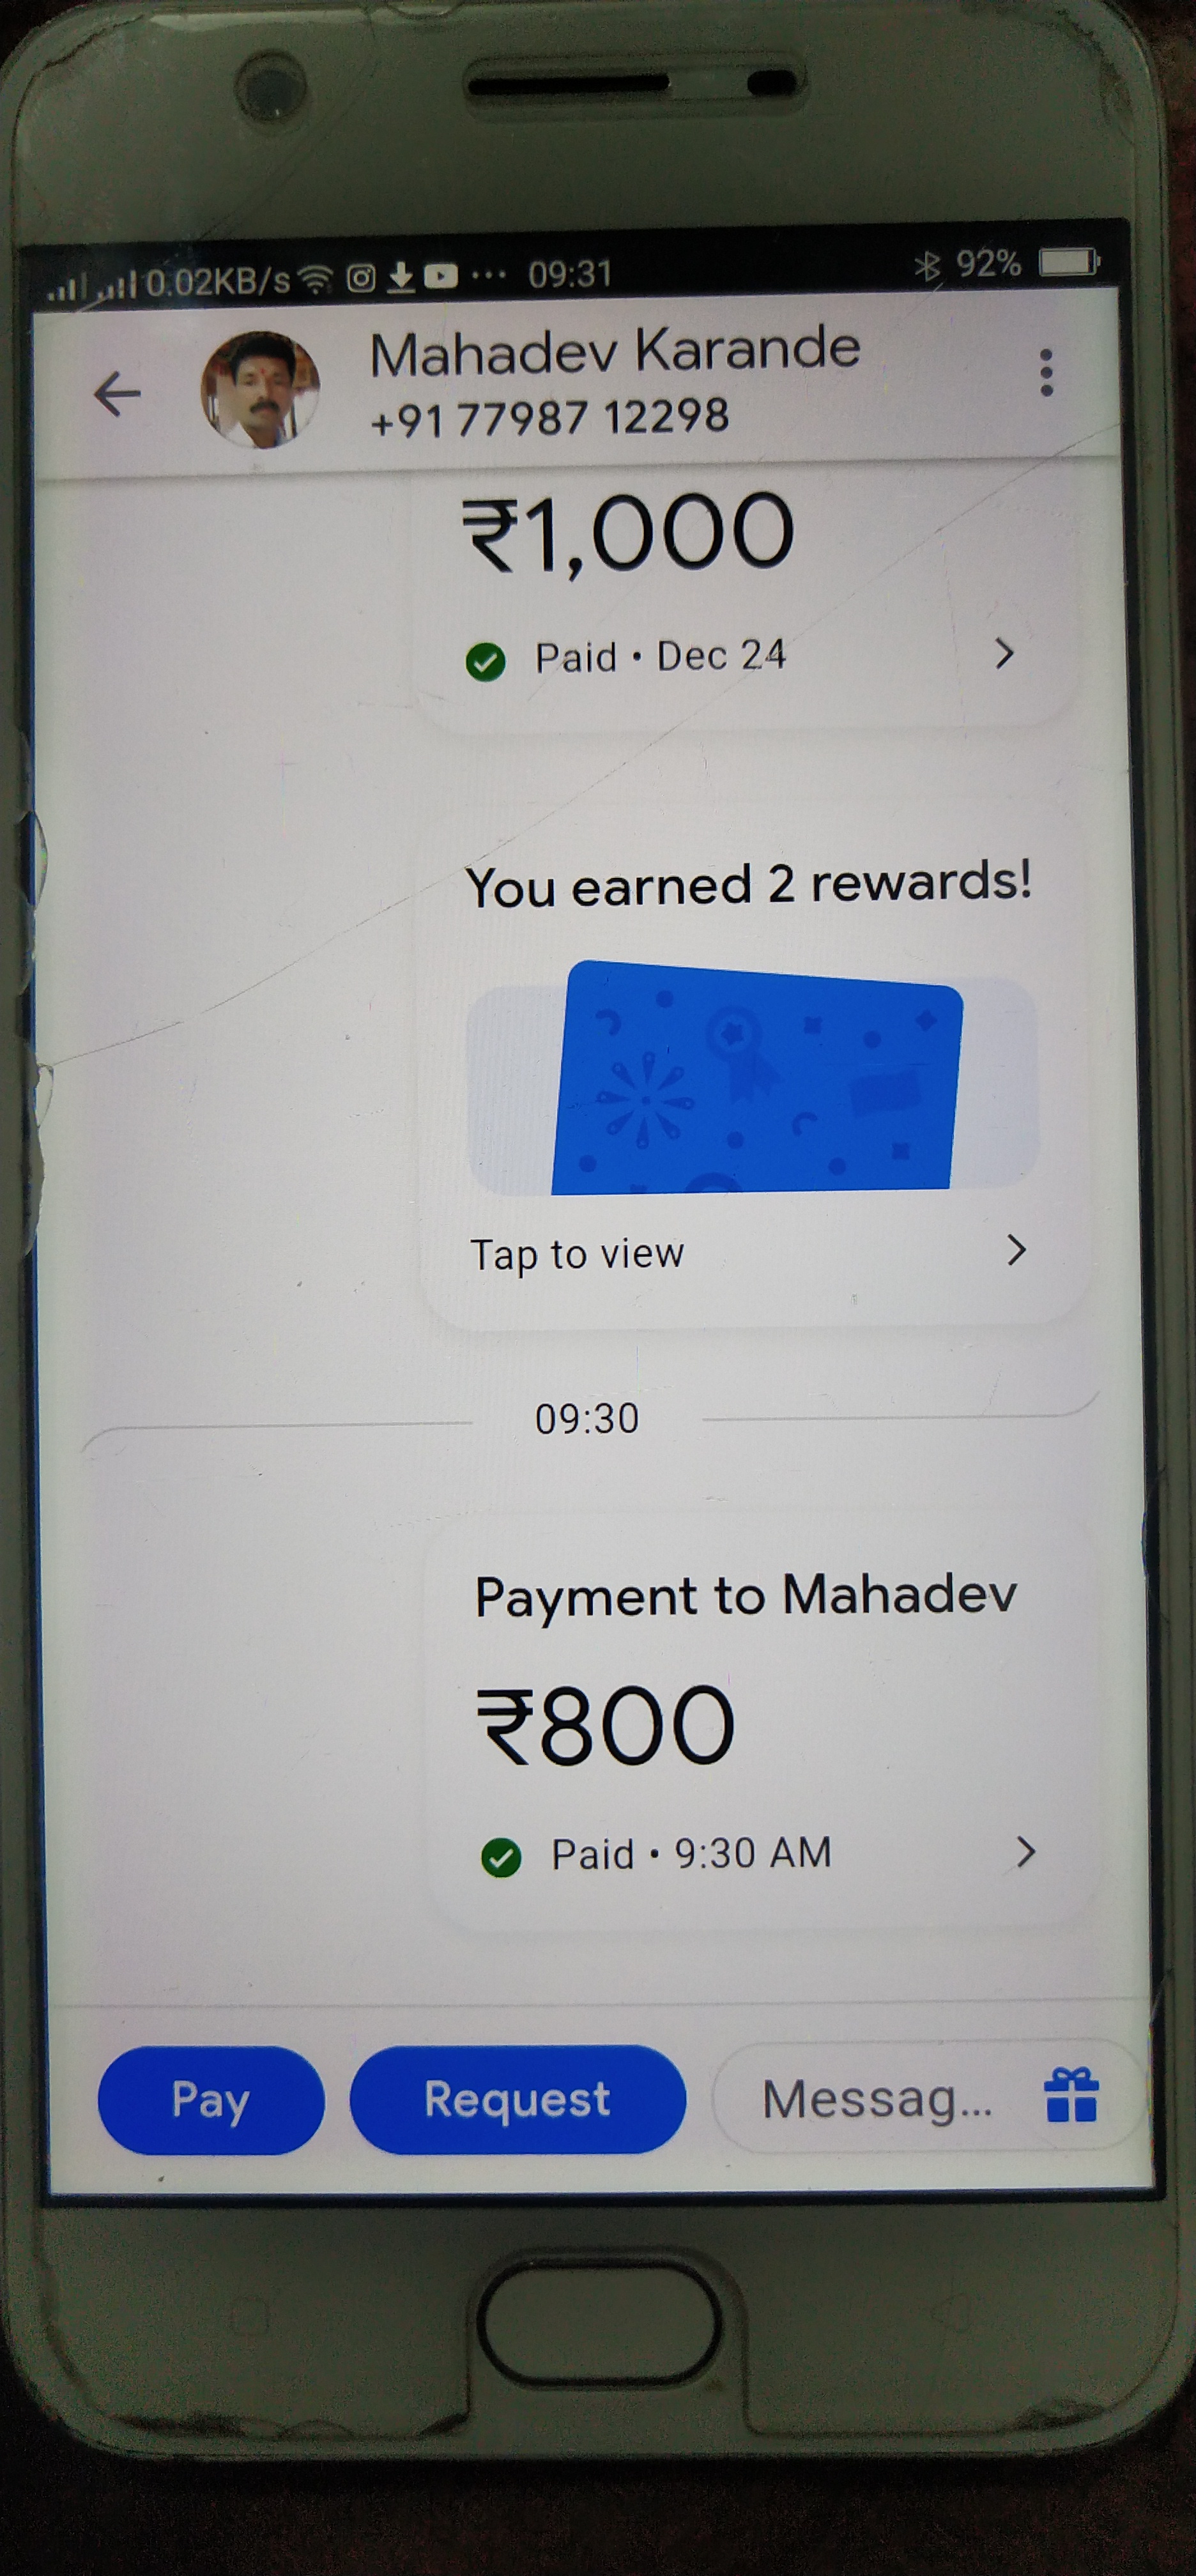 0.02KB/s ... 09:31 92%
Mahadev Karande
+91 77987 12298
₹1,000
Paid • Dec 24
You earned 2 rewards!
Tap to view
09:30
Payment to Mahadev
₹800
Paid • 9:30 AM
Pay Request Messag...